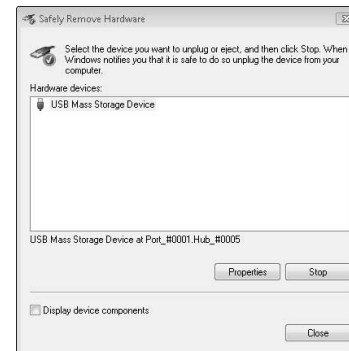 Safely Remove Hardware
Select the device you want to unplug or eject, and then click Stop. When
Windows notifies you that it is safe to do so unplug the device from your
computer.
Hardware devices:
USB Mass Storage Device
USB Mass Storage Device at Port_#0001.Hub_#0005
Properties Stop
Display device components
Close